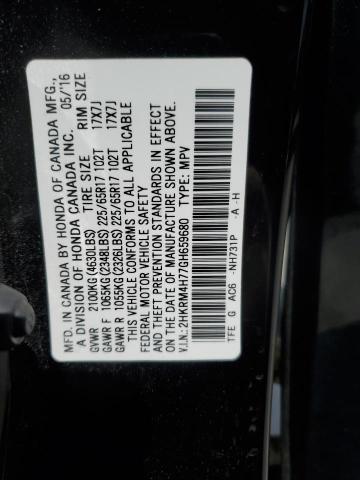 MFD. IN CANADA BY HONDA OF CANADA MFG.,
A DIVISION OF HONDA CANADA INC. 05/'16
TIRE SIZE RIM SIZE
GVWR 2100KG(4630LBS)
GAWR F 1065KG(2348LBS) 225/65R17 102T 17X7J
GAWR R 1055KG(2326LBS) 225/65R17 102T 17X7J
THIS VEHICLE CONFORMS TO ALL APPLICABLE
FEDERAL MOTOR VEHICLE SAFETY
AND THEFT PREVENTION STANDARDS IN EFFECT
ON THE DATE OF MANUFACTURE SHOWN ABOVE.
V.I.N.: 2HKRM4H77GH659680 TYPE: MPV
TFE G AC6 -NH731P -A -H